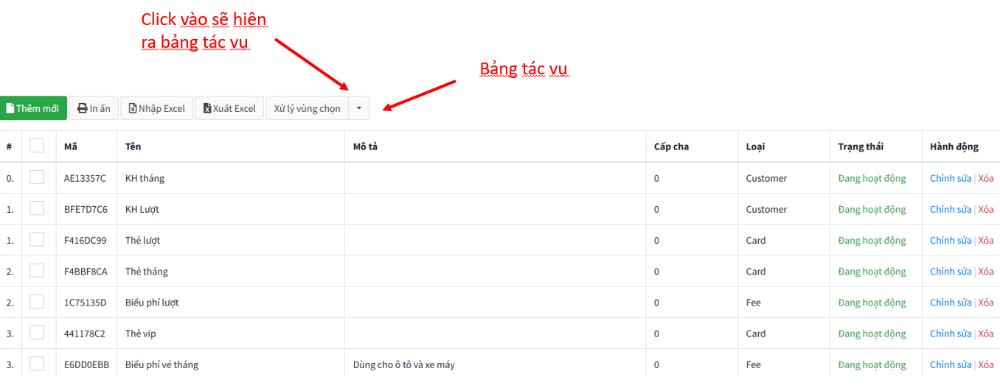 Click vào sẽ hiên
ra bảng tác vu
Bảng tác vu
Thêm mới In ấn Nhập Excel Xuất Excel Xử lý vùng chọn
# Mã Tên Mô tả Cấp cha Loại Trạng thái Hành động
0. AE13357C KH tháng 0 Customer Đang hoạt động Chỉnh sửa | Xóa
1. BFE7D7C6 KH Lượt 0 Customer Đang hoạt động Chỉnh sửa | Xóa
1. F416DC99 Thẻ lượt 0 Card Đang hoạt động Chỉnh sửa | Xóa
2. F4BBF8CA Thẻ tháng 0 Card Đang hoạt động Chỉnh sửa | Xóa
2. 1C75135D Biểu phí lượt 0 Fee Đang hoạt động Chỉnh sửa | Xóa
3. 441178C2 Thẻ vip 0 Card Đang hoạt động Chỉnh sửa | Xóa
3. E6DD0EBB Biểu phí vé tháng Dùng cho ô tô và xe máy 0 Fee Đang hoạt động Chỉnh sửa | Xóa